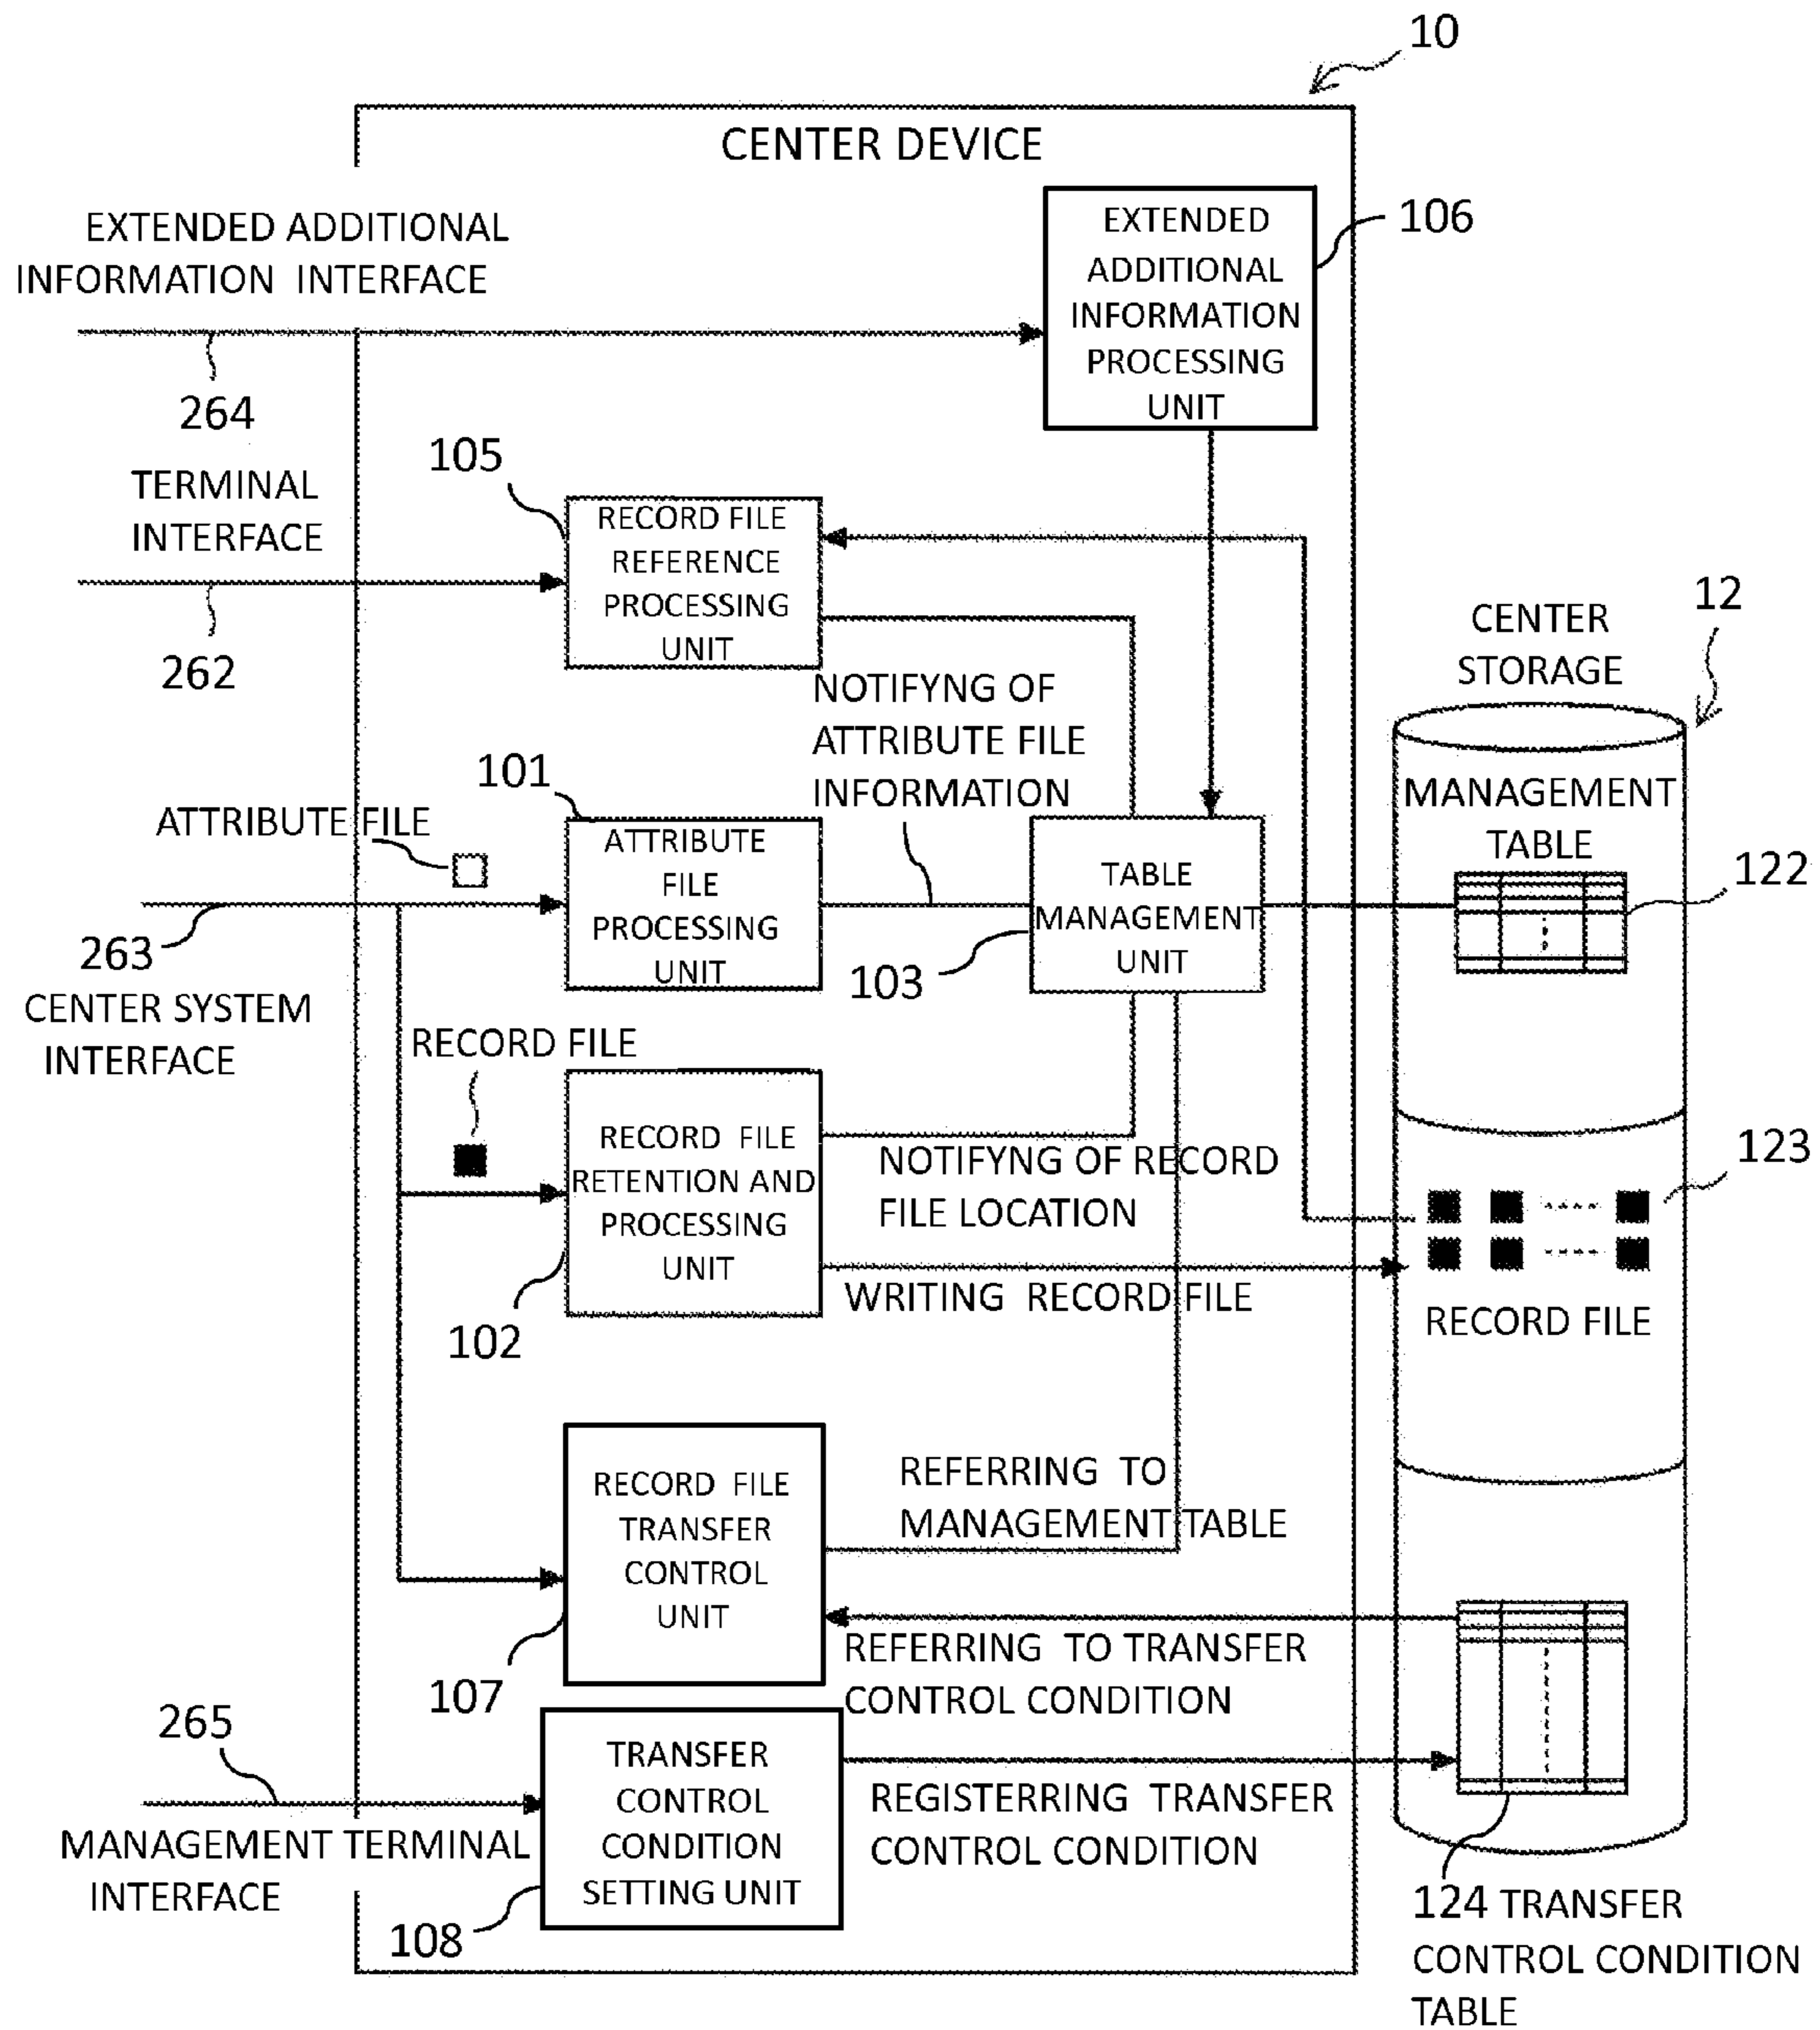 10
CENTER DEVICE
EXTENDED ADDITIONAL
INFORMATION INTERFACE
264
EXTENDED
ADDITIONAL
INFORMATION
PROCESSING
UNIT
106
TERMINAL
INTERFACE
262
105
RECORD FILE
REFERENCE
PROCESSING
UNIT
12
CENTER
STORAGE
NOTIFYNG OF
ATTRIBUTE FILE
INFORMATION
MANAGEMENT
TABLE
122
101
ATTRIBUTE FILE
ATTRIBUTE
FILE
PROCESSING
UNIT
TABLE
MANAGEMENT
UNIT
103
263
CENTER SYSTEM
INTERFACE
RECORD FILE
RECORD FILE
RETENTION AND
PROCESSING
UNIT
102
NOTIFYNG OF RECORD
FILE LOCATION
WRITING RECORD FILE
123
RECORD FILE
RECORD FILE
TRANSFER
CONTROL
UNIT
107
REFERRING TO
MANAGEMENT TABLE
REFERRING TO TRANSFER
CONTROL CONDITION
265
MANAGEMENT TERMINAL
INTERFACE
TRANSFER
CONTROL
CONDITION
SETTING UNIT
108
REGISTERRING TRANSFER
CONTROL CONDITION
124 TRANSFER
CONTROL CONDITION
TABLE